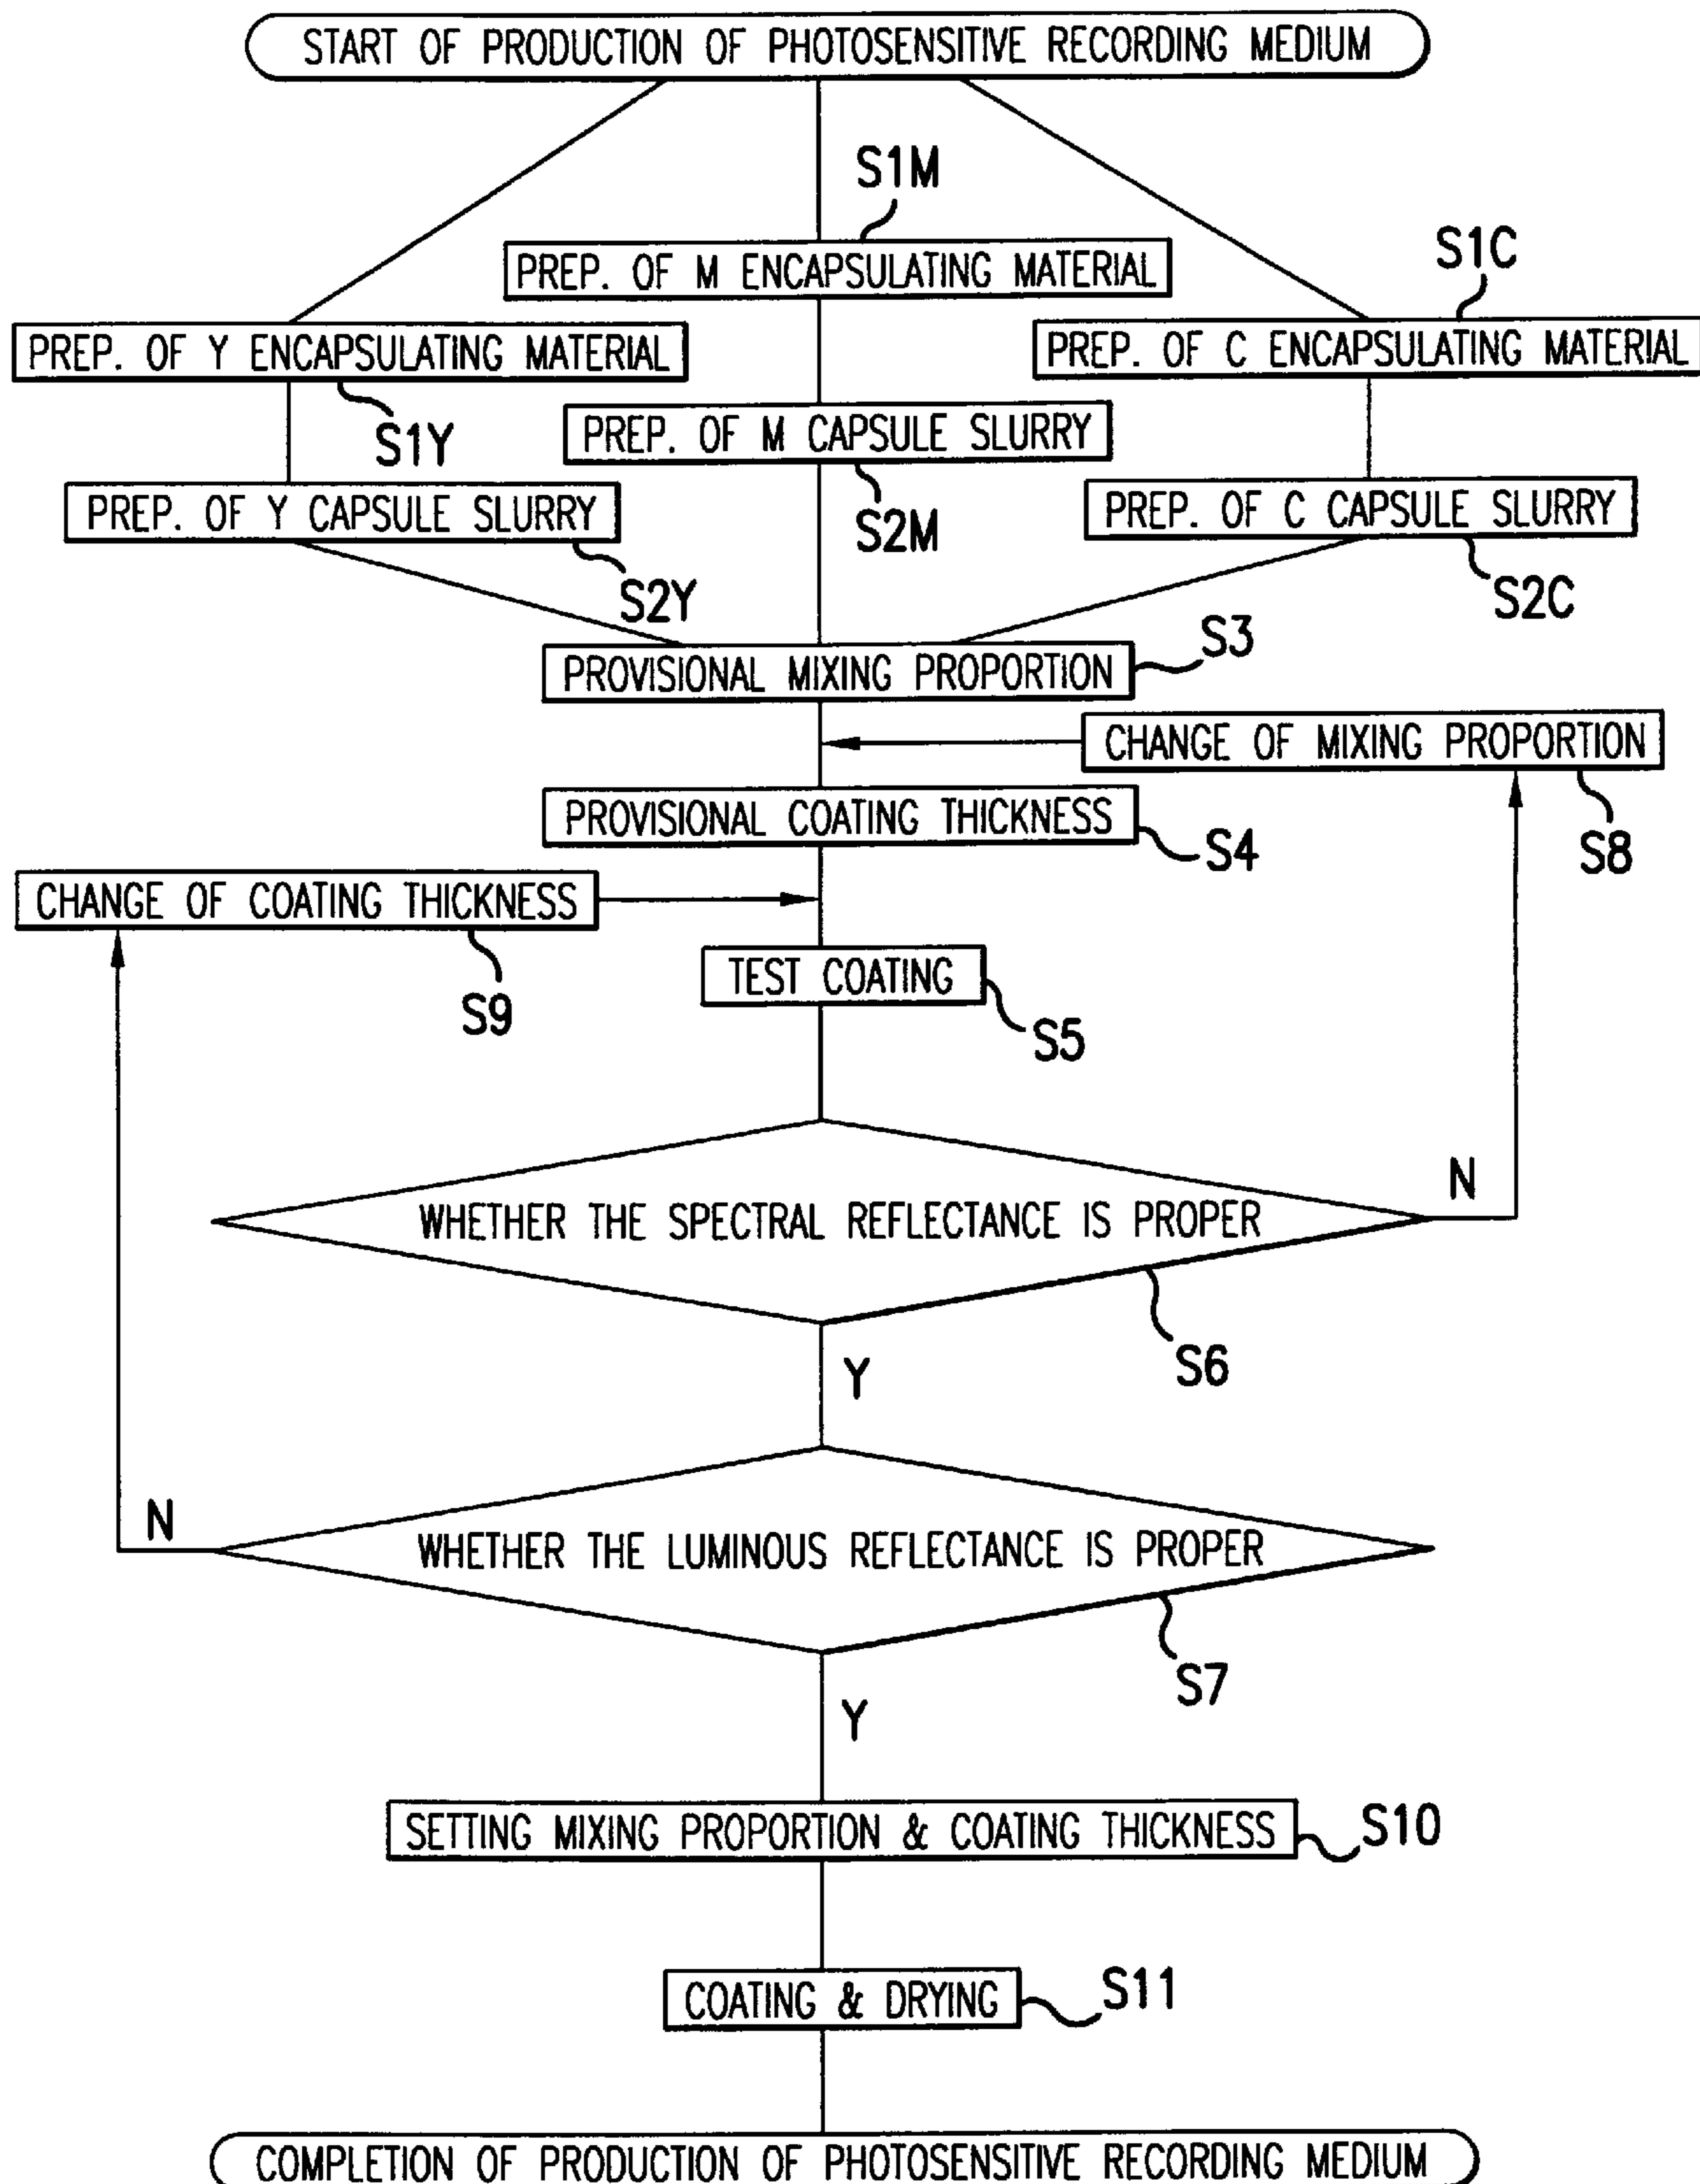 START OF PRODUCTION OF PHOTOSENSITIVE RECORDING MEDIUM
S1M
PREP. OF M ENCAPSULATING MATERIAL
S1C
PREP. OF Y ENCAPSULATING MATERIAL
PREP. OF C ENCAPSULATING MATERIAL
S1Y
PREP. OF M CAPSULE SLURRY
PREP. OF Y CAPSULE SLURRY
S2M
PREP. OF C CAPSULE SLURRY
S2Y
S2C
PROVISIONAL MIXING PROPORTION
S3
CHANGE OF MIXING PROPORTION
PROVISIONAL COATING THICKNESS
S4
S8
CHANGE OF COATING THICKNESS
S9
TEST COATING
S5
N
WHETHER THE SPECTRAL REFLECTANCE IS PROPER
S6
Y
N
WHETHER THE LUMINOUS REFLECTANCE IS PROPER
S7
Y
SETTING MIXING PROPORTION & COATING THICKNESS
S10
COATING & DRYING
S11
COMPLETION OF PRODUCTION OF PHOTOSENSITIVE RECORDING MEDIUM